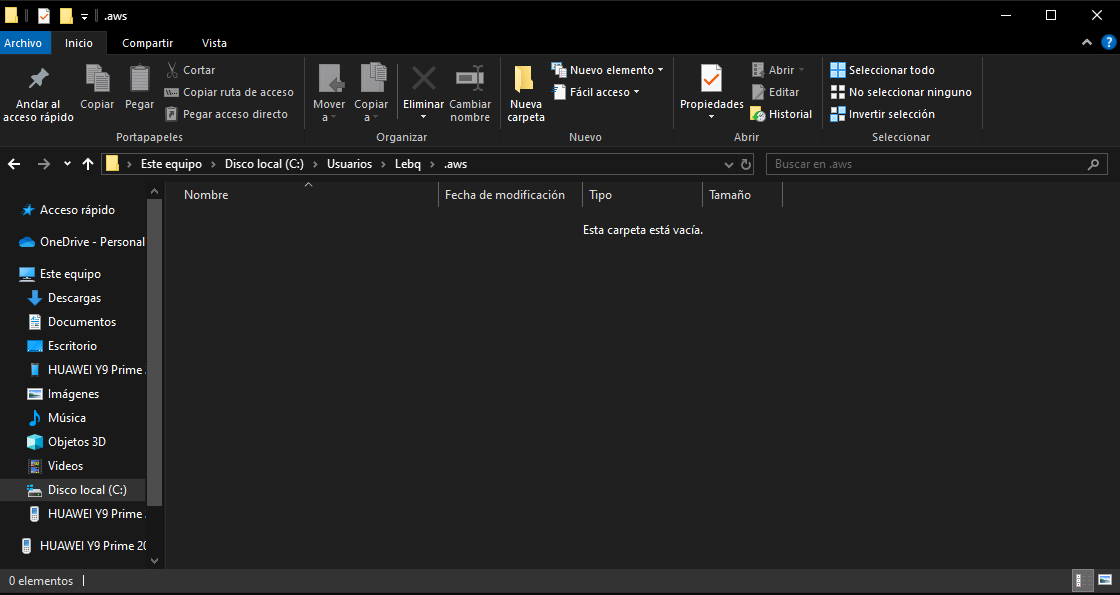 .aws
Archivo Inicio Compartir Vista
Anclar al acceso rápido
Copiar
Pegar
Cortar
Copiar ruta de acceso
Pegar acceso directo
Portapapeles
Mover a
Copiar a
Eliminar
Cambiar nombre
Organizar
Nueva carpeta
Nuevo elemento
Fácil acceso
Nuevo
Propiedades
Abrir
Editar
Historial
Abrir
Seleccionar todo
No seleccionar ninguno
Invertir selección
Seleccionar
Este equipo > Disco local (C:) > Usuarios > Lebq > .aws
Buscar en .aws
Nombre Fecha de modificación Tipo Tamaño
Esta carpeta está vacía.
Acceso rápido
OneDrive - Personal
Este equipo
Descargas
Documentos
Escritorio
HUAWEI Y9 Prime
Imágenes
Música
Objetos 3D
Videos
Disco local (C:)
HUAWEI Y9 Prime
HUAWEI Y9 Prime 20
0 elementos